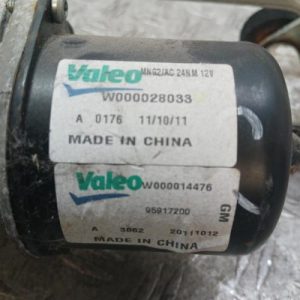 Valeo MNG2/AC 24NM 12V
W000028033
A 0176 11/10/11
MADE IN CHINA
Valeo W000014476
95917200
GM
A 3862 20111012
MADE IN CHINA